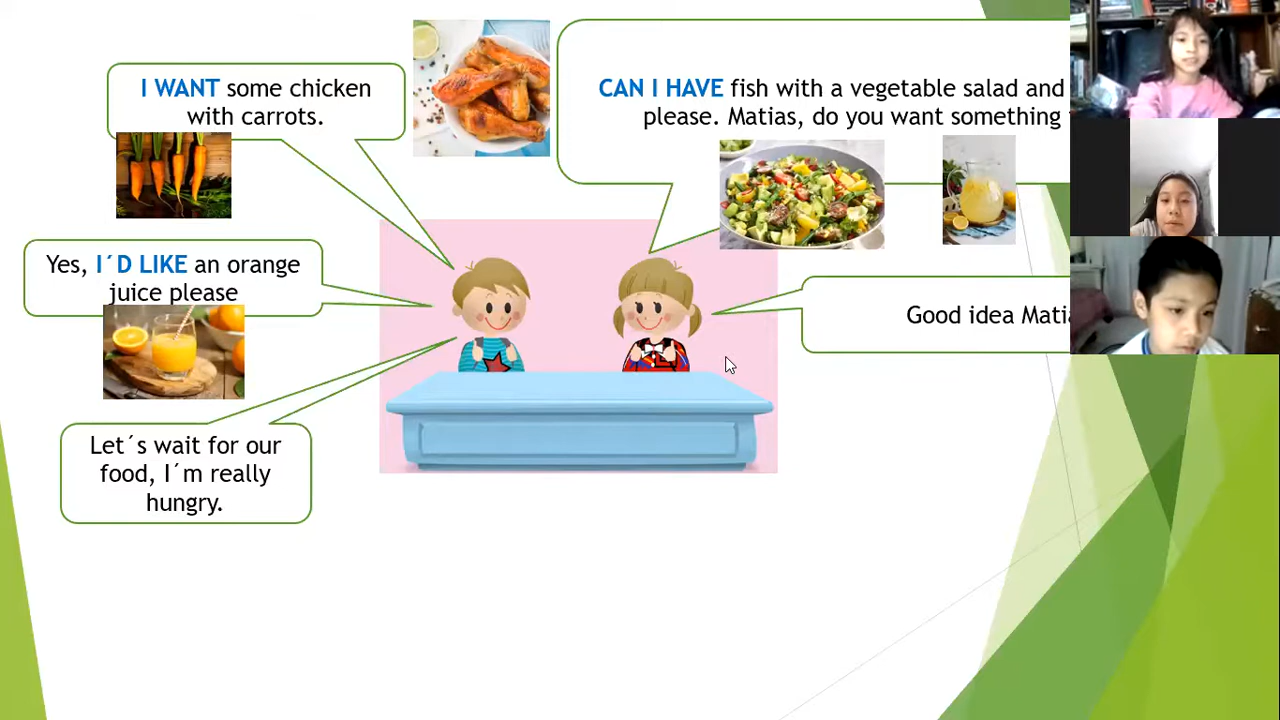 I WANT some chicken
with carrots.
CAN I HAVE fish with a vegetable salad and
please. Matias, do you want something
Yes, I´D LIKE an orange
juice please
Good idea
Let´s wait for our
food, I´m really
hungry.